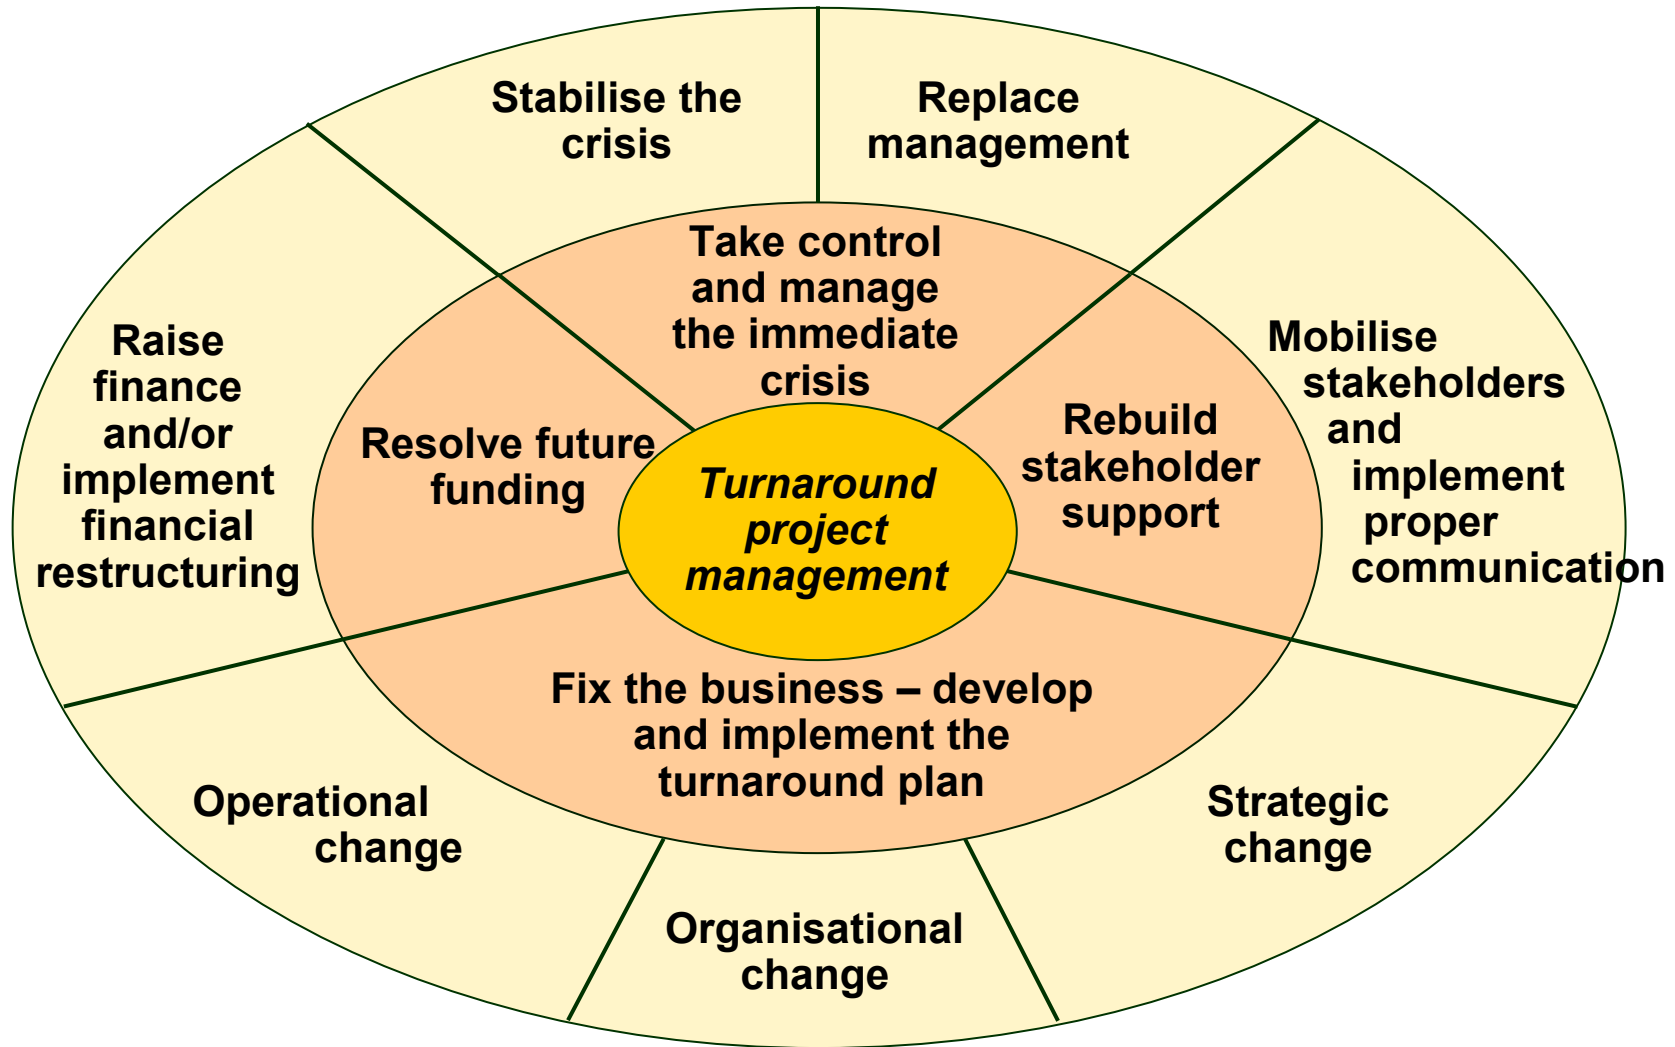 Stabilise the
crisis
Replace
management
Take control
and manage
the immediate
crisis
Raise
finance
and/or
implement
financial
restructuring
Resolve future
funding
Turnaround
project
management
Rebuild
stakeholder
support
Mobilise
stakeholders
and
implement
proper
communication
Fix the business – develop
and implement the
turnaround plan
Operational
change
Organisational
change
Strategic
change